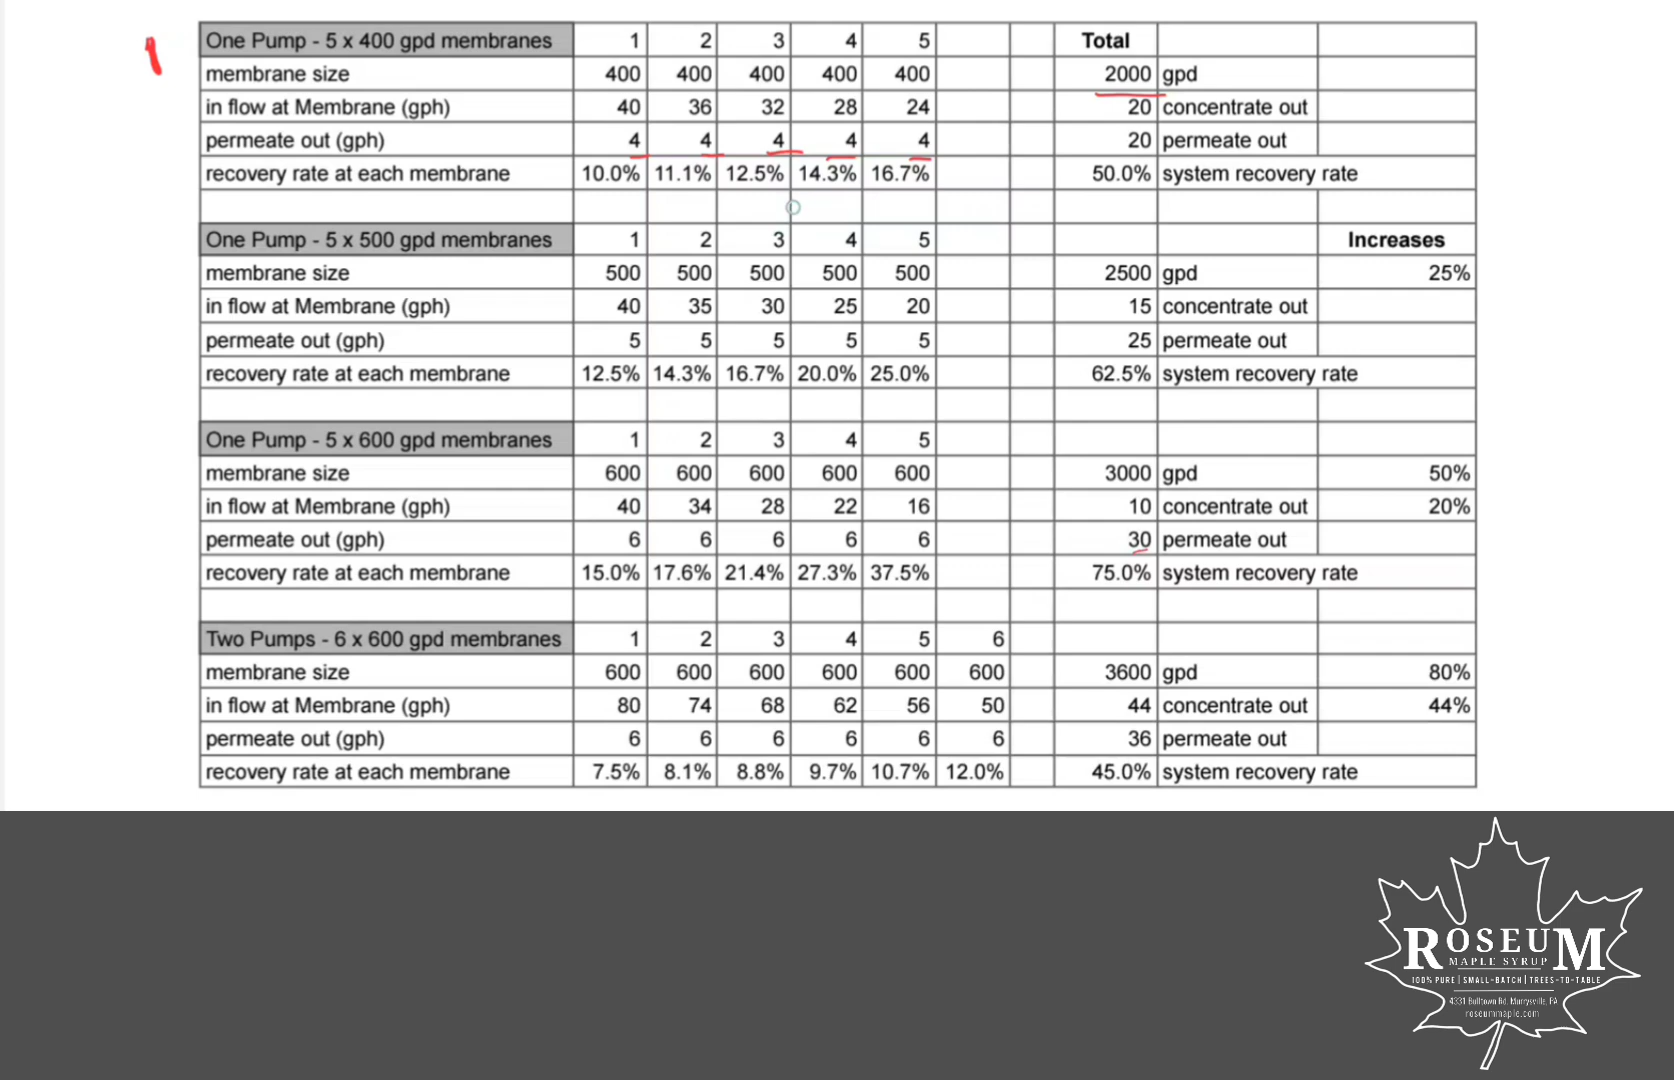 One Pump - 5 x 400 gpd membranes 1 2 3 4 5 Total
membrane size 400 400 400 400 400 2000 gpd
in flow at Membrane (gph) 40 36 32 28 24 20 concentrate out
permeate out (gph) 4 4 4 4 4 20 permeate out
recovery rate at each membrane 10.0% 11.1% 12.5% 14.3% 16.7% 50.0% system recovery rate
One Pump - 5 x 500 gpd membranes 1 2 3 4 5 Increases
membrane size 500 500 500 500 500 2500 gpd 25%
in flow at Membrane (gph) 40 35 30 25 20 15 concentrate out
permeate out (gph) 5 5 5 5 5 25 permeate out
recovery rate at each membrane 12.5% 14.3% 16.7% 20.0% 25.0% 62.5% system recovery rate
One Pump - 5 x 600 gpd membranes 1 2 3 4 5
membrane size 600 600 600 600 600 3000 gpd 50%
in flow at Membrane (gph) 40 34 28 22 16 10 concentrate out 20%
permeate out (gph) 6 6 6 6 6 30 permeate out
recovery rate at each membrane 15.0% 17.6% 21.4% 27.3% 37.5% 75.0% system recovery rate
Two Pumps - 6 x 600 gpd membranes 1 2 3 4 5 6
membrane size 600 600 600 600 600 600 3600 gpd 80%
in flow at Membrane (gph) 80 74 68 62 56 50 44 concentrate out 44%
permeate out (gph) 6 6 6 6 6 6 36 permeate out
recovery rate at each membrane 7.5% 8.1% 8.8% 9.7% 10.7% 12.0% 45.0% system recovery rate
ROSEUM
MAPLE SYRUP
100% PURE | SMALL-BATCH | TREES-TO-TABLE
4331 Bulltown Rd. Murrysville, PA
roseummaple.com